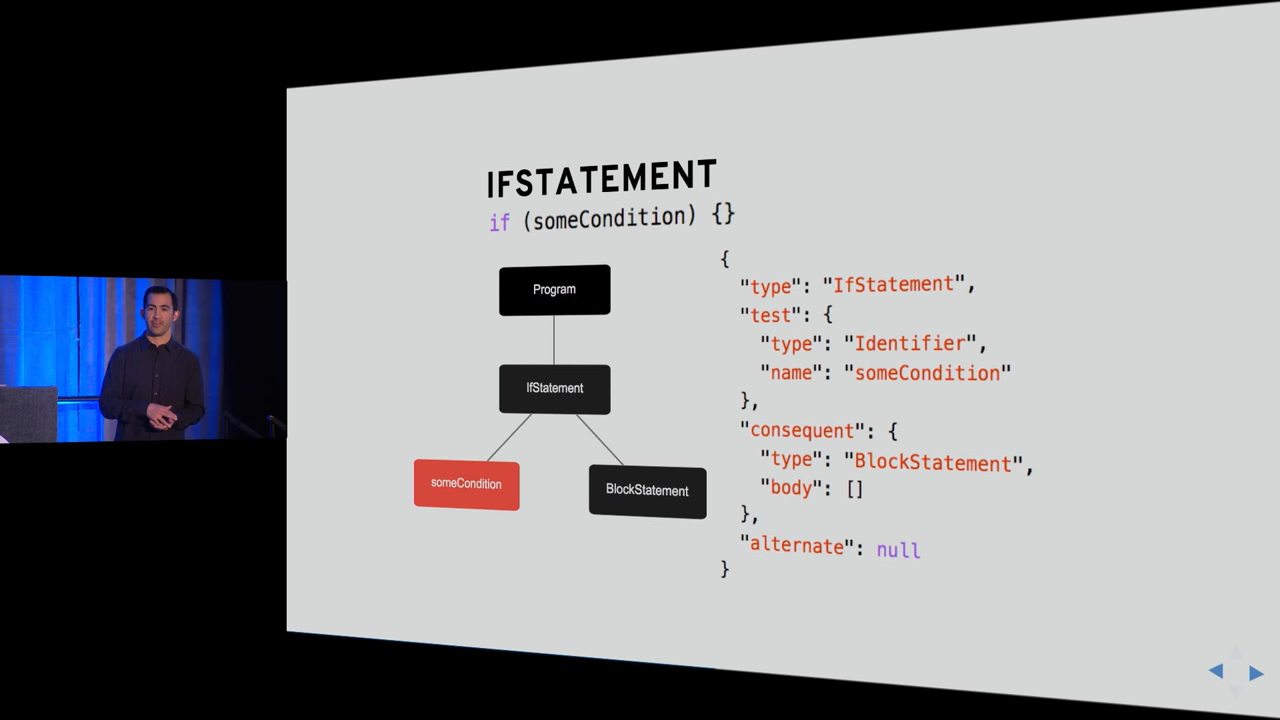 IFSTATEMENT
if (someCondition) {}
Program
IfStatement
someCondition
BlockStatement
{
"type": "IfStatement",
"test": {
"type": "Identifier",
"name": "someCondition"
},
"consequent": {
"type": "BlockStatement",
"body": []
},
"alternate": null
}